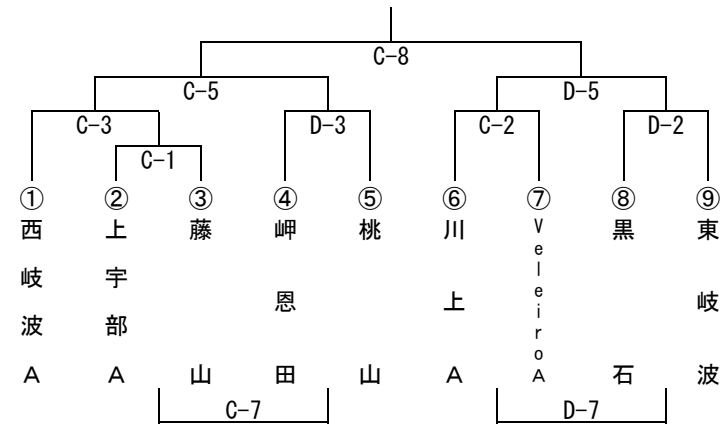 C-8
C-5 D-5
C-3 D-3 C-2 D-2
C-1
① ② ③ ④ ⑤ ⑥ ⑦ ⑧ ⑨
西岐波A
上宇部A
藤山
岬恩田
桃山
川上A
VeleiroA
黒石
東岐波
C-7 D-7